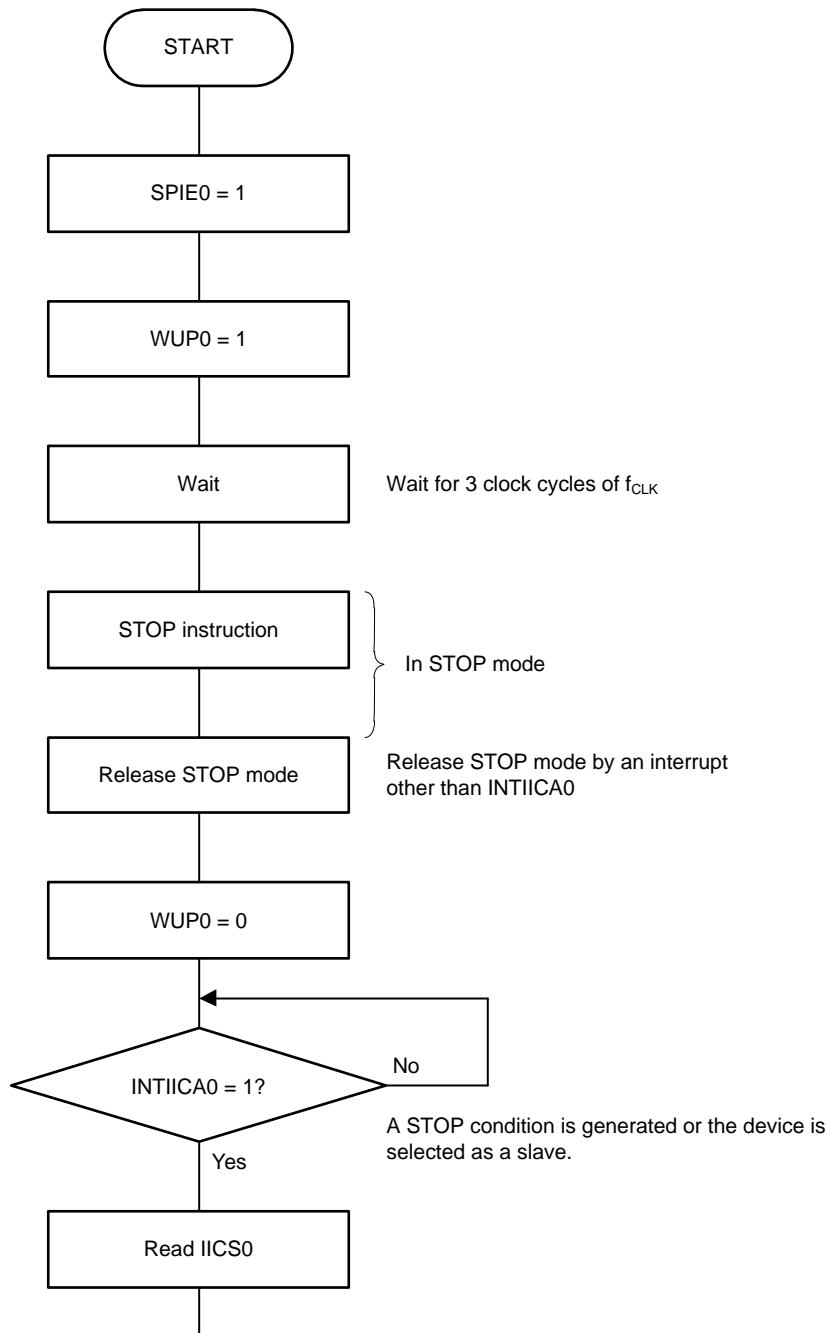 START
SPIE0 = 1
WUP0 = 1
Wait
Wait for 3 clock cycles of fCLK
STOP instruction
In STOP mode
Release STOP mode
Release STOP mode by an interrupt
other than INTIICA0
WUP0 = 0
No
INTIICA0 = 1?
A STOP condition is generated or the device is
selected as a slave.
Yes
Read IICS0